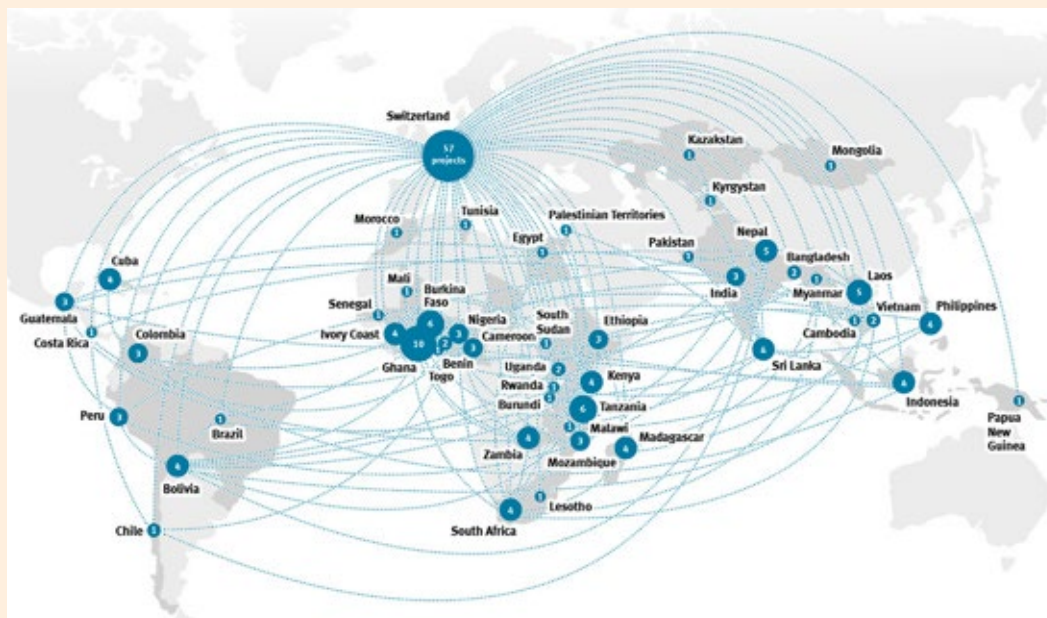 Switzerland
57
projects
Kazakstan
1
Mongolia
1
Kyrgystan
1
Morocco
1
Tunisia
1
Palestinian Territories
1
Egypt
1
Pakistan
1
Nepal
5
Bangladesh
2
India
3
Myanmar
Laos
5
Vietnam
2
Cambodia
1
Philippines
4
Cuba
4
Guatemala
3
Costa Rica
1
Colombia
3
Mali
1
Burkina
Faso
6
Senegal
1
Ivory Coast
4
Ghana
10
Togo
Benin
2
Nigeria
3
Cameroon
3
South
Sudan
1
Ethiopia
3
Uganda
2
Rwanda
1
Burundi
Kenya
4
Tanzania
6
Malawi
1
Mozambique
3
Madagascar
4
Zambia
4
Lesotho
1
South Africa
4
Sri Lanka
Indonesia
4
Papua
New
Guinea
1
Peru
3
Brazil
1
Bolivia
4
Chile